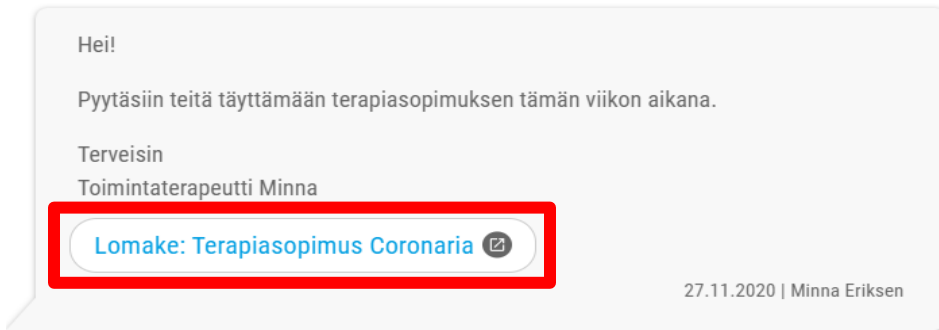 Hei!
Pyytäsiin teitä täyttämään terapiasopimuksen tämän viikon aikana.
Terveisin
Toimintaterapeutti Minna
Lomake: Terapiasopimus Coronaria
27.11.2020 | Minna Eriksen